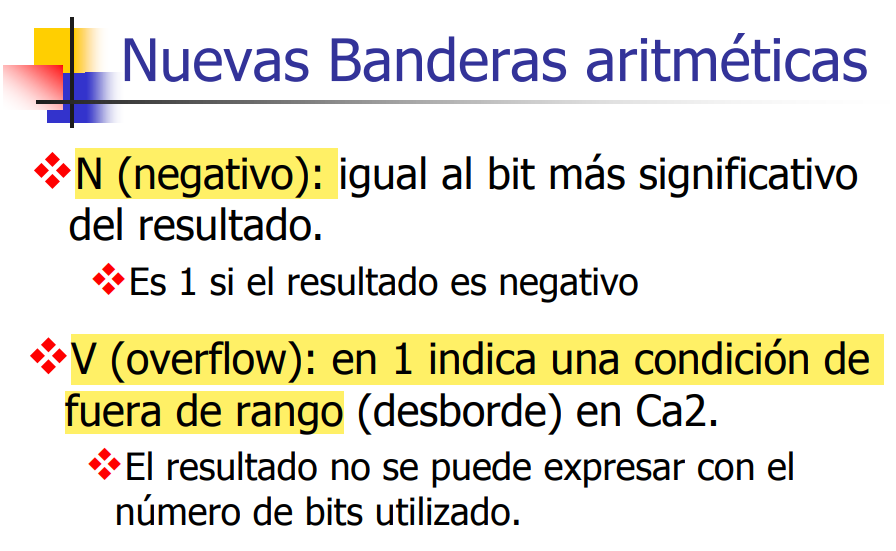 Nuevas Banderas aritméticas
N (negativo): igual al bit más significativo
del resultado.
Es 1 si el resultado es negativo
V (overflow): en 1 indica una condición de
fuera de rango (desborde) en Ca2.
El resultado no se puede expresar con el
número de bits utilizado.